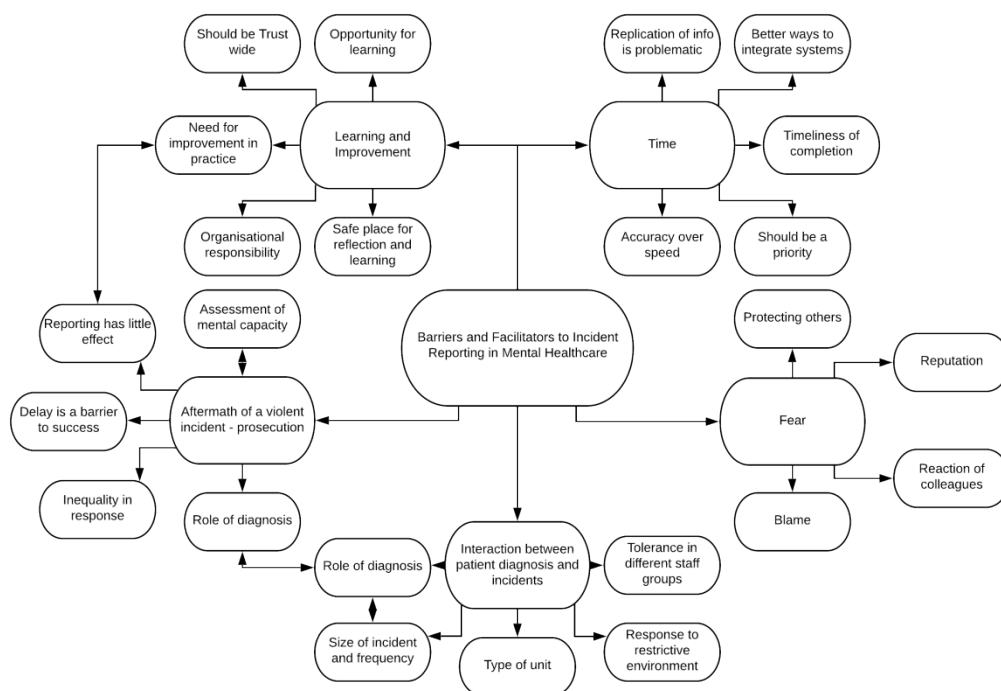 Should be Trust
wide
Opportunity for
learning
Replication of info
is problematic
Better ways to
integrate systems
Need for
improvement in
practice
Learning and
Improvement
Time
Timeliness of
completion
Organisational
responsibility
Safe place for
reflection and
learning
Accuracy over
speed
Should be a
priority
Assessment of
mental capacity
Reporting has little
effect
Barriers and Facilitators to Incident
Reporting in Mental Healthcare
Protecting others
Reputation
Delay is a barrier
to success
Aftermath of a violent
incident - prosecution
Fear
Inequality in
response
Role of diagnosis
Blame
Reaction of
colleagues
Role of diagnosis
Interaction between
patient diagnosis and
incidents
Tolerance in
different staff
groups
Size of incident
and frequency
Type of unit
Response to
restrictive
environment